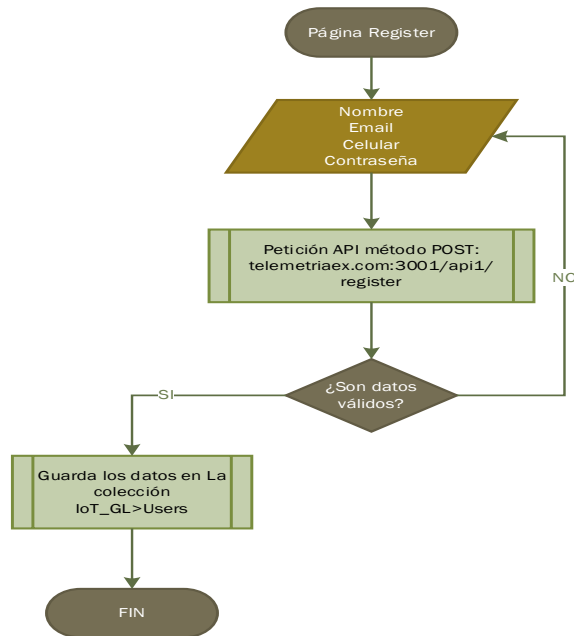 Página Register
Nombre
Email
Celular
Contraseña
Petición API método POST:
telemetriaex.com:3001/api1/
register
NO
¿Son datos
válidos?
SI
Guarda los datos en La
colección
IoT_GL>Users
FIN